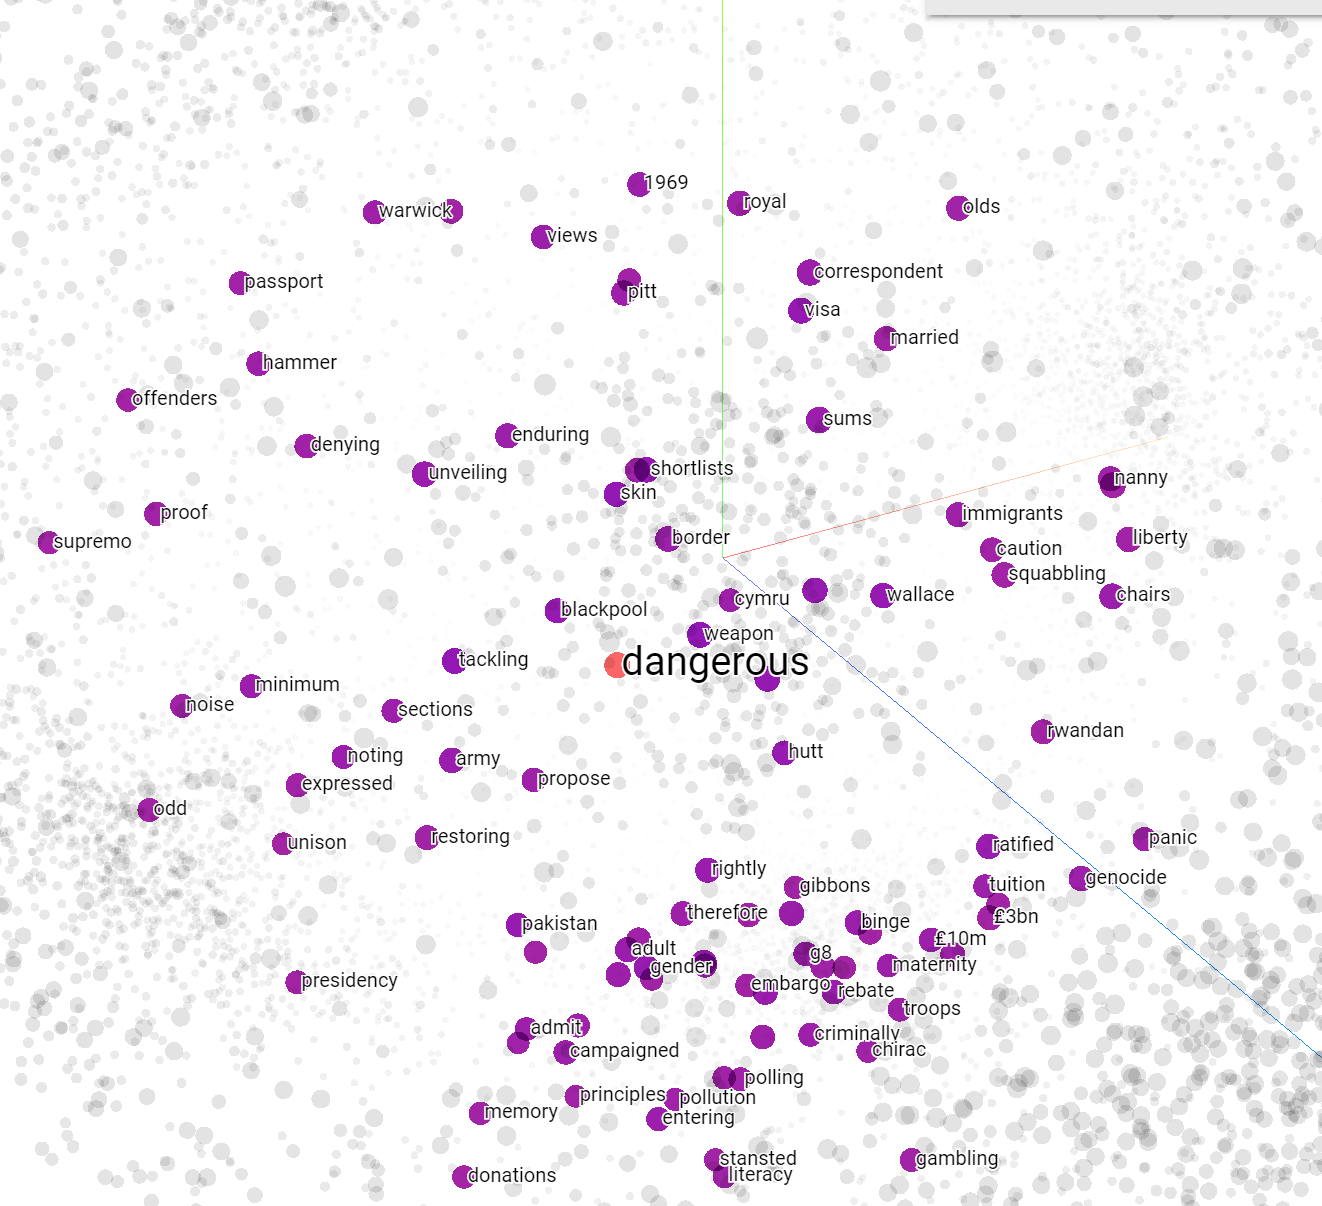 1969
royal
olds
warwick
views
correspondent
passport
pitt
visa
married
hammer
offenders
sums
enduring
denying
shortlists
unveiling
nanny
skin
proof
immigrants
border
liberty
supremo
caution
squabbling
wallace
chairs
cymru
blackpool
weapon
tackling
dangerous
minimum
noise
sections
rwandan
hutt
noting
army
propose
expressed
odd
restoring
panic
unison
ratified
rightly
genocide
gibbons
tuition
therefore
£3bn
pakistan
binge
£10m
adult
g8
gender
maternity
presidency
embargo
rebate
troops
admit
criminally
campaigned
chirac
polling
principles
pollution
memory
entering
stansted
gambling
donations
literacy